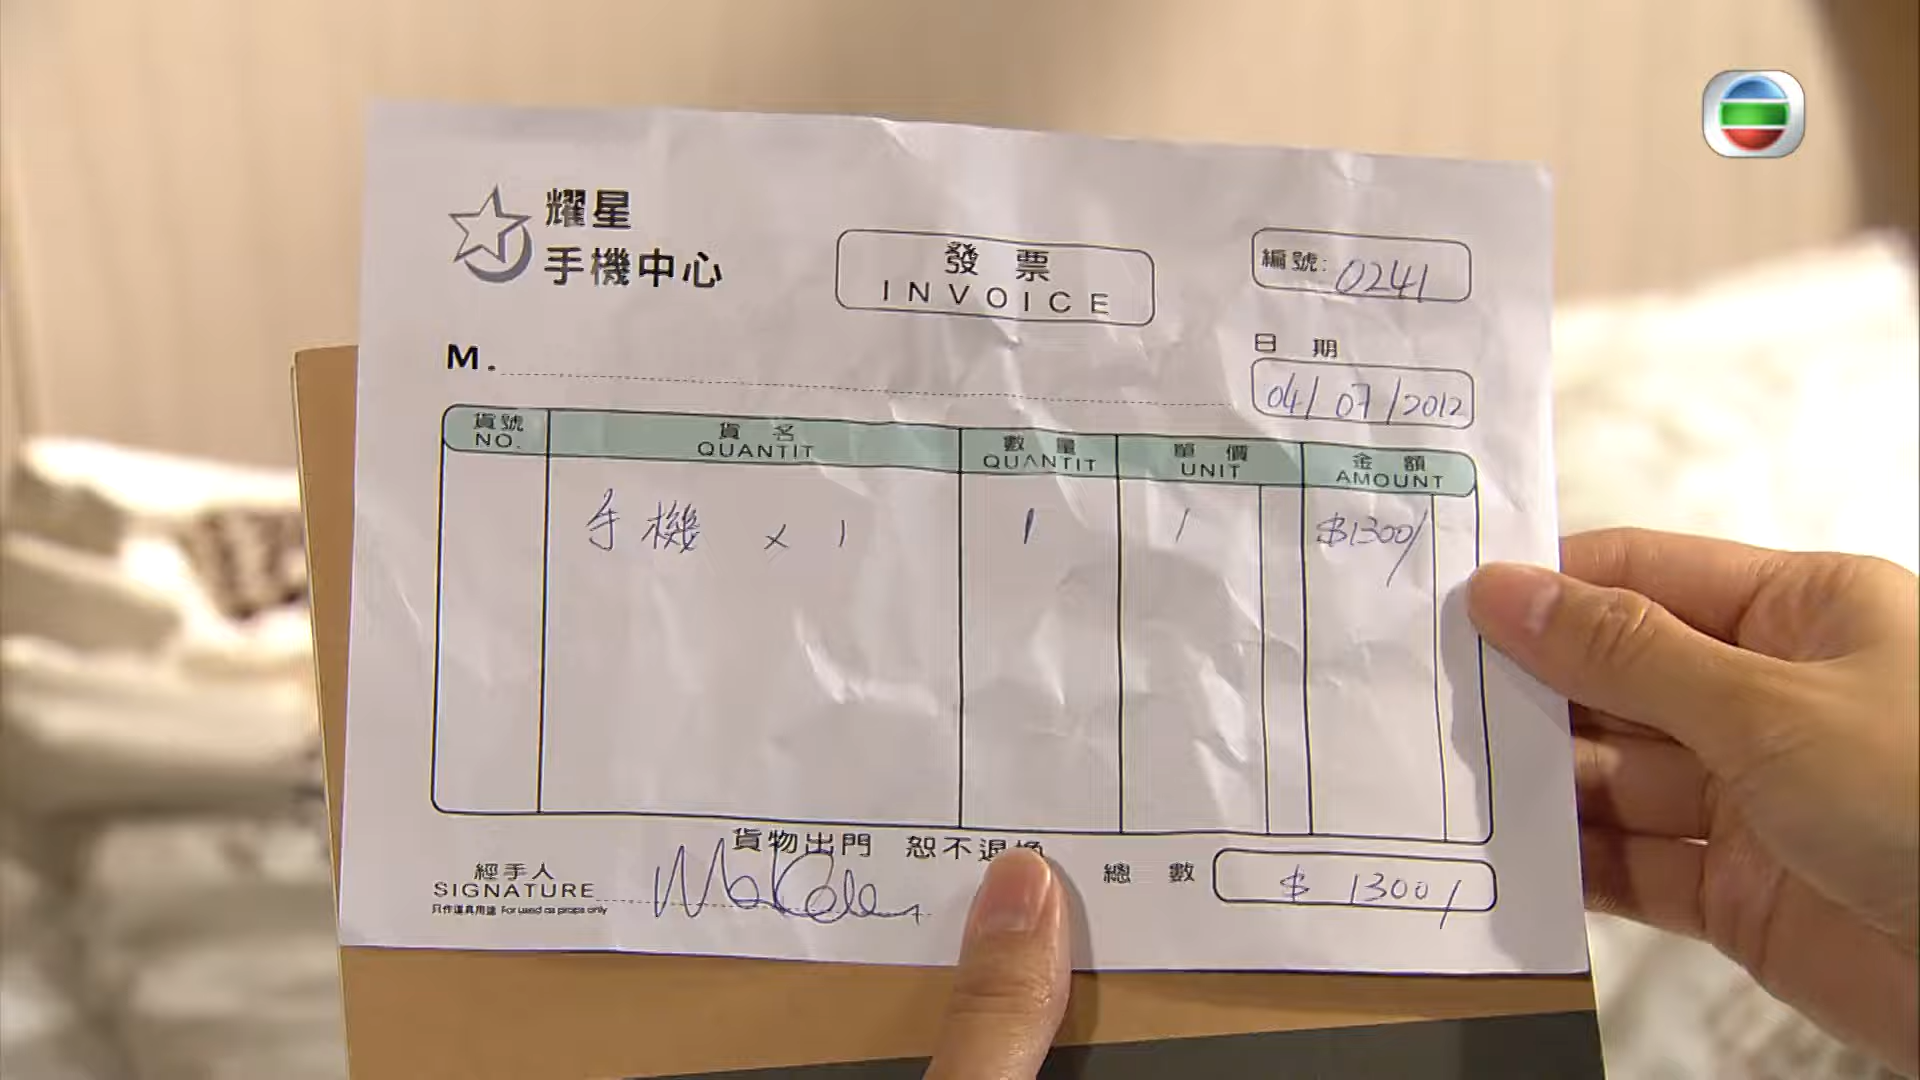 耀星
手機中心
發票
INVOICE
編號: 0241
M.
日期
04/07/2012
貨號 貨名 數量 單價 金額
NO. QUANTIT QUANTIT UNIT AMOUNT
手機 x 1 1 1 $1300/
貨物出門 恕不退換
經手人
SIGNATURE
總數 $ 1300/
只作道具用途 For used as props only